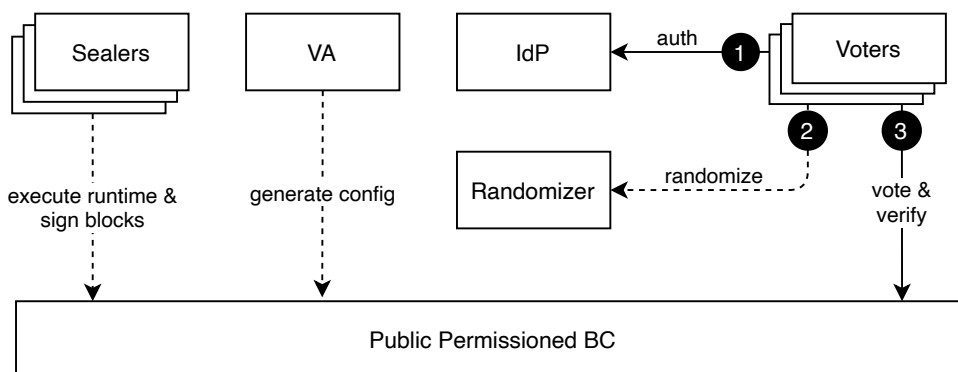 Sealers
VA
IdP
auth
1
Voters
2
3
execute runtime &
sign blocks
generate config
Randomizer
randomize
vote &
verify
Public Permissioned BC